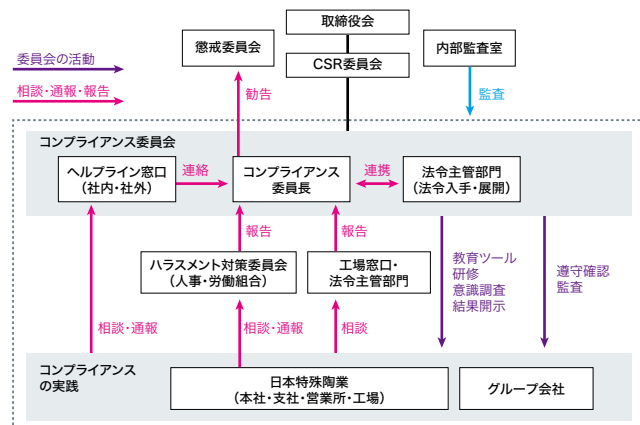 取締役会
懲戒委員会
内部監査室
CSR委員会
委員会の活動
相談・通報・報告
勧告
監査
コンプライアンス委員会
ヘルプライン窓口
（社内・社外）
連絡
コンプライアンス
委員長
連携
法令主管部門
（法令入手・展開）
報告
報告
ハラスメント対策委員会
（人事・労働組合）
工場窓口・
法令主管部門
教育ツール
研修
意識調査
結果開示
遵守確認
監査
相談・通報
相談・通報
相談
コンプライアンス
の実践
日本特殊陶業
（本社・支社・営業所・工場）
グループ会社